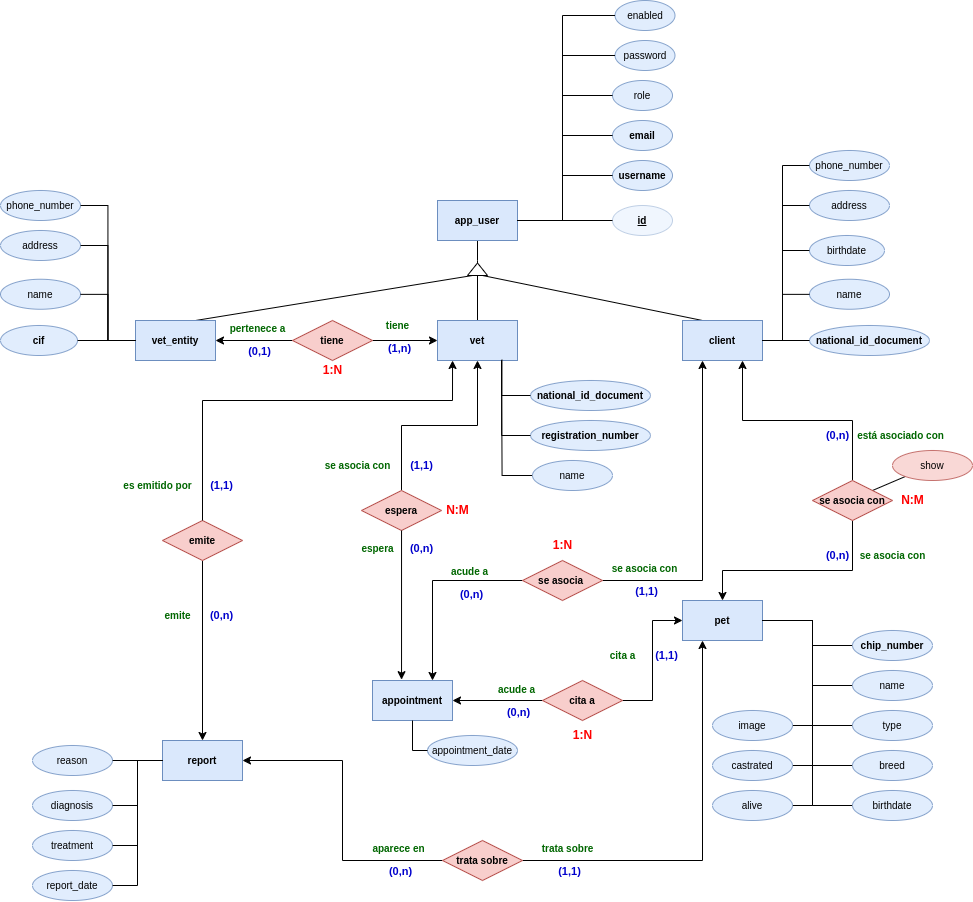 enabled
password
role
email
username
id
app_user
phone_number
address
name
cif
phone_number
address
birthdate
name
national_id_document
vet_entity
pertenece a
(0,1)
tiene
1:N
tiene
(1,n)
vet
client
national_id_document
registration_number
name
(0,n)
está asociado con
show
se asocia con
N:M
(0,n)
se asocia con
es emitido por
(1,1)
emite
emite
(0,n)
se asocia con
(1,1)
espera
N:M
espera
(0,n)
1:N
acude a
(0,n)
se asocia
se asocia con
(1,1)
pet
cita a
(1,1)
acude a
(0,n)
cita a
1:N
appointment
appointment_date
chip_number
name
image
type
castrated
breed
alive
birthdate
report
reason
diagnosis
treatment
report_date
aparece en
(0,n)
trata sobre
trata sobre
(1,1)